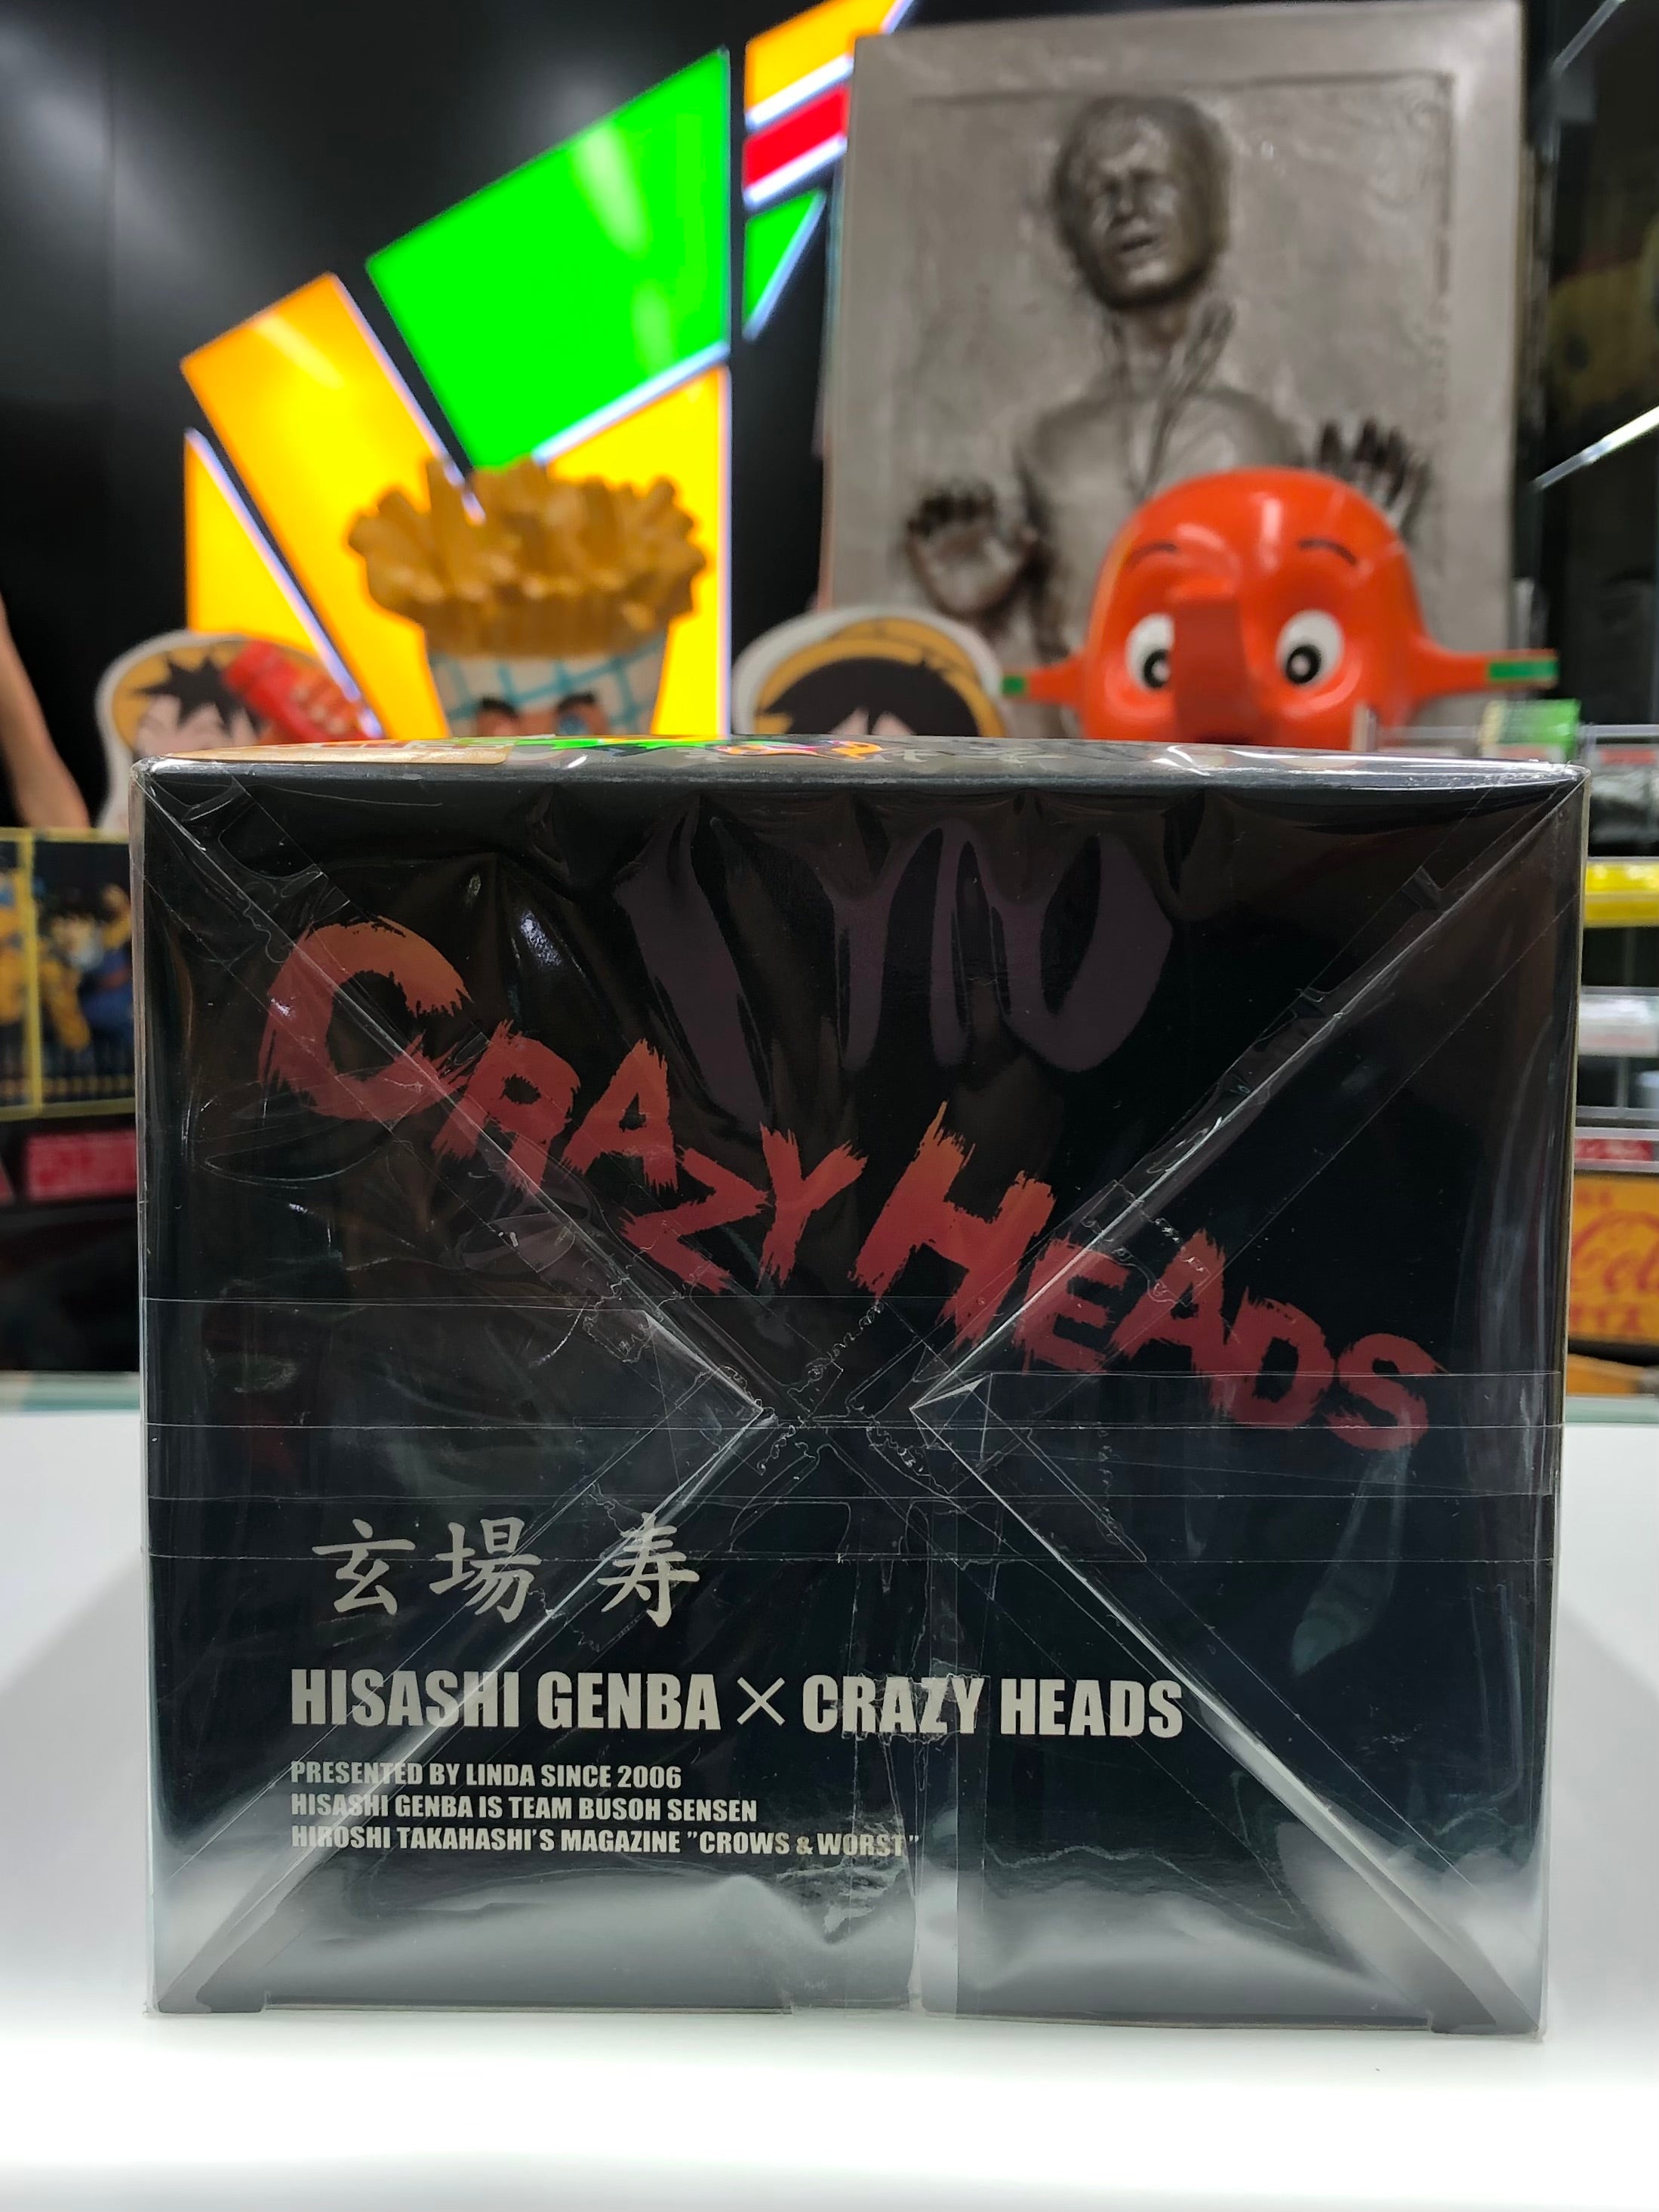 CRAZY HEADS
玄場 寿
HISASHI GENBA × CRAZY HEADS
PRESENTED BY LINDA SINCE 2006
HISASHI GENBA IS TEAM BUSOH SENSEN
HIROSHI TAKAHASHI'S MAGAZINE "CROWS & WORST"